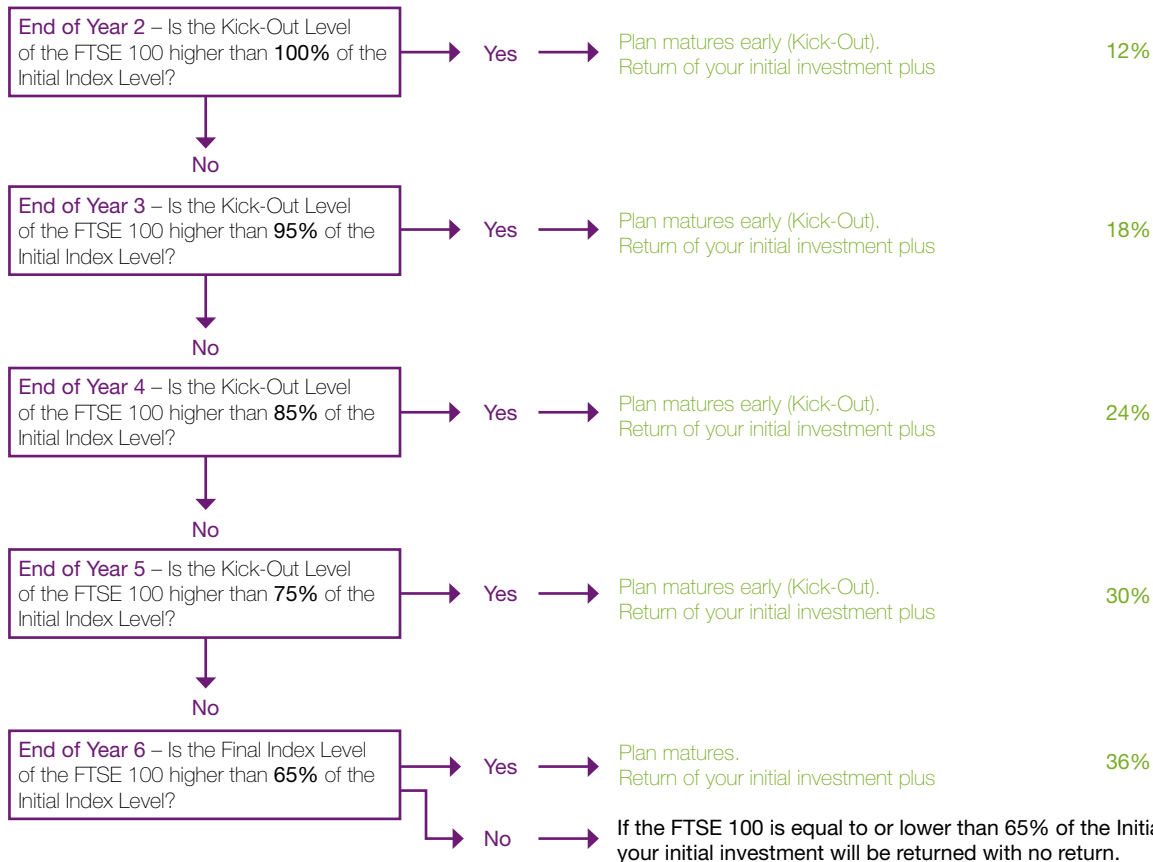 End of Year 2 – Is the Kick-Out Level
of the FTSE 100 higher than 100% of the
Initial Index Level?
Yes
Plan matures early (Kick-Out).
Return of your initial investment plus
12%
No
End of Year 3 – Is the Kick-Out Level
of the FTSE 100 higher than 95% of the
Initial Index Level?
Yes
Plan matures early (Kick-Out).
Return of your initial investment plus
18%
No
End of Year 4 – Is the Kick-Out Level
of the FTSE 100 higher than 85% of the
Initial Index Level?
Yes
Plan matures early (Kick-Out).
Return of your initial investment plus
24%
No
End of Year 5 – Is the Kick-Out Level
of the FTSE 100 higher than 75% of the
Initial Index Level?
Yes
Plan matures early (Kick-Out).
Return of your initial investment plus
30%
No
End of Year 6 – Is the Final Index Level
of the FTSE 100 higher than 65% of the
Initial Index Level?
Yes
Plan matures.
Return of your initial investment plus
36%
No
If the FTSE 100 is equal to or lower than 65% of the
your initial investment will be returned with no return.